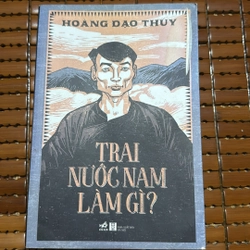 HOÀNG ĐẠO THÚY
TRAI
NƯỚC NAM
LÀM GÌ?